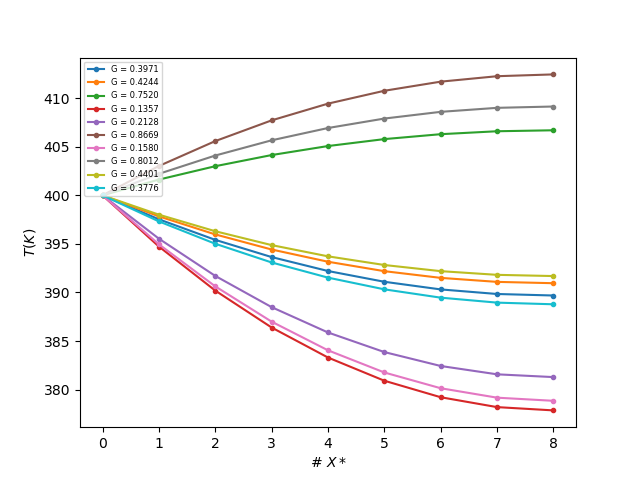 G = 0.3971
G = 0.4244
G = 0.7520
G = 0.1357
G = 0.2128
G = 0.8669
G = 0.1580
G = 0.8012
G = 0.4401
G = 0.3776
410
405
400
395
390
385
380
T(K)
0 1 2 3 4 5 6 7 8
# X*